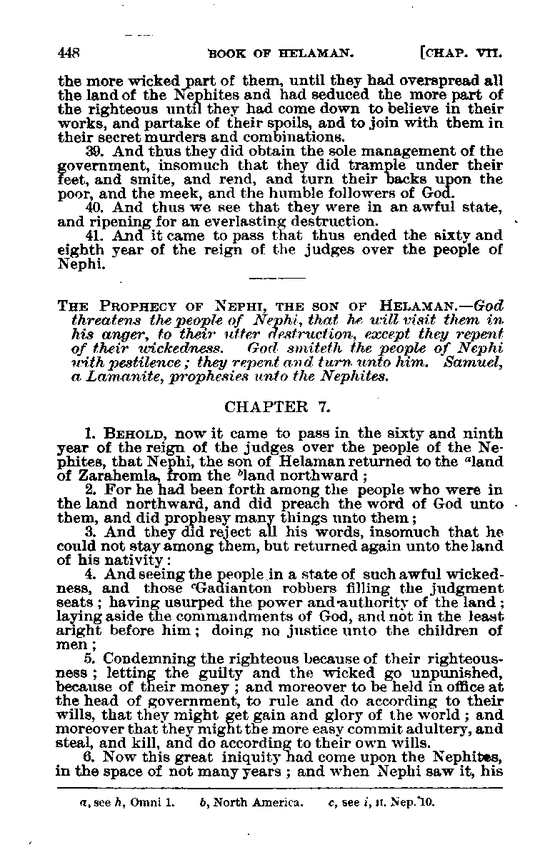 448 BOOK OF HELAMAN. [CHAP. VII.
the more wicked part of them, until they had overspread all
the land of the Nephites and had seduced the more part of
the righteous until they had come down to believe in their
works, and partake of their spoils, and to join with them in
their secret murders and combinations.
39. And thus they did obtain the sole management of the
government, insomuch that they did trample under their
feet, and smite, and rend, and turn their backs upon the
poor, and the meek, and the humble followers of God.
40. And thus we see that they were in an awful state,
and ripening for an everlasting destruction.
41. And it came to pass that thus ended the sixty and
eighth year of the reign of the judges over the people of
Nephi.
THE PROPHECY OF NEPHI, THE SON OF HELAMAN.—God
threatens the people of Nephi, that he will visit them in
his anger, to their utter destruction, except they repent
of their wickedness. God smiteth the people of Nephi
with pestilence; they repent and turn unto him. Samuel,
a Lamanite, prophesies unto the Nephites.
CHAPTER 7.
1. BEHOLD, now it came to pass in the sixty and ninth
year of the reign of the judges over the people of the Ne-
phites, that Nephi, the son of Helaman returned to the aland
of Zarahemla, from the bland northward;
2. For he had been forth among the people who were in
the land northward, and did preach the word of God unto
them, and did prophesy many things unto them;
3. And they did reject all his words, insomuch that he
could not stay among them, but returned again unto the land
of his nativity:
4. And seeing the people in a state of such awful wicked-
ness, and those cGadianton robbers filling the judgment
seats; having usurped the power and authority of the land;
laying aside the commandments of God, and not in the least
aright before him; doing no justice unto the children of
men;
5. Condemning the righteous because of their righteous-
ness; letting the guilty and the wicked go unpunished,
because of their money; and moreover to be held in office at
the head of government, to rule and do according to their
wills, that they might get gain and glory of the world; and
moreover that they might the more easy commit adultery, and
steal, and kill, and do according to their own wills.
6. Now this great iniquity had come upon the Nephites,
in the space of not many years; and when Nephi saw it, his
a, see h, Omni 1. b, North America. c, see i, II. Nep. 10.